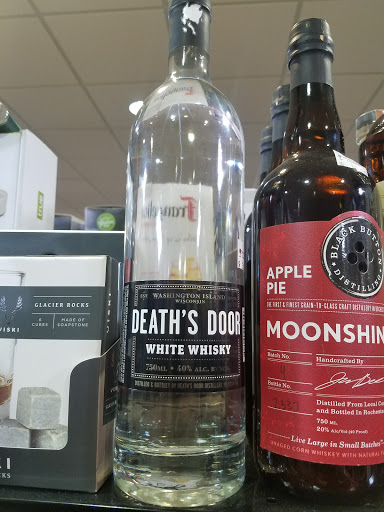 GLACIER ROCKS
6 CUBES
MADE OF SOAPSTONE
EST. WASHINGTON ISLAND
WISCONSIN
DEATH'S DOOR
WHITE WHISKY
750ML • 40% ALC.
BLACK BUTTON
DISTILLING
APPLE
PIE
THE FIRST & FINEST GRAIN-TO-GLASS CRAFT DISTILLERY
MOONSHIN
Batch No.
Handcrafted By
Bottle No.
Distilled From Local
and Bottled In Rochester
750 ML
20% Alc/Vol (40 Proof)
Live Large in Small Batches
UNAGED CORN WHISKEY WITH NATURAL